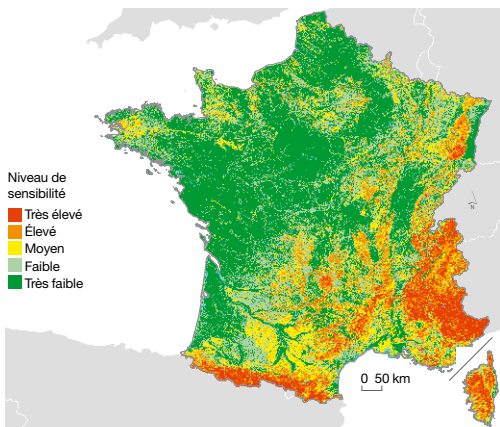 Niveau de
sensibilité
Très élevé
Élevé
Moyen
Faible
Très faible
N
0 50 km